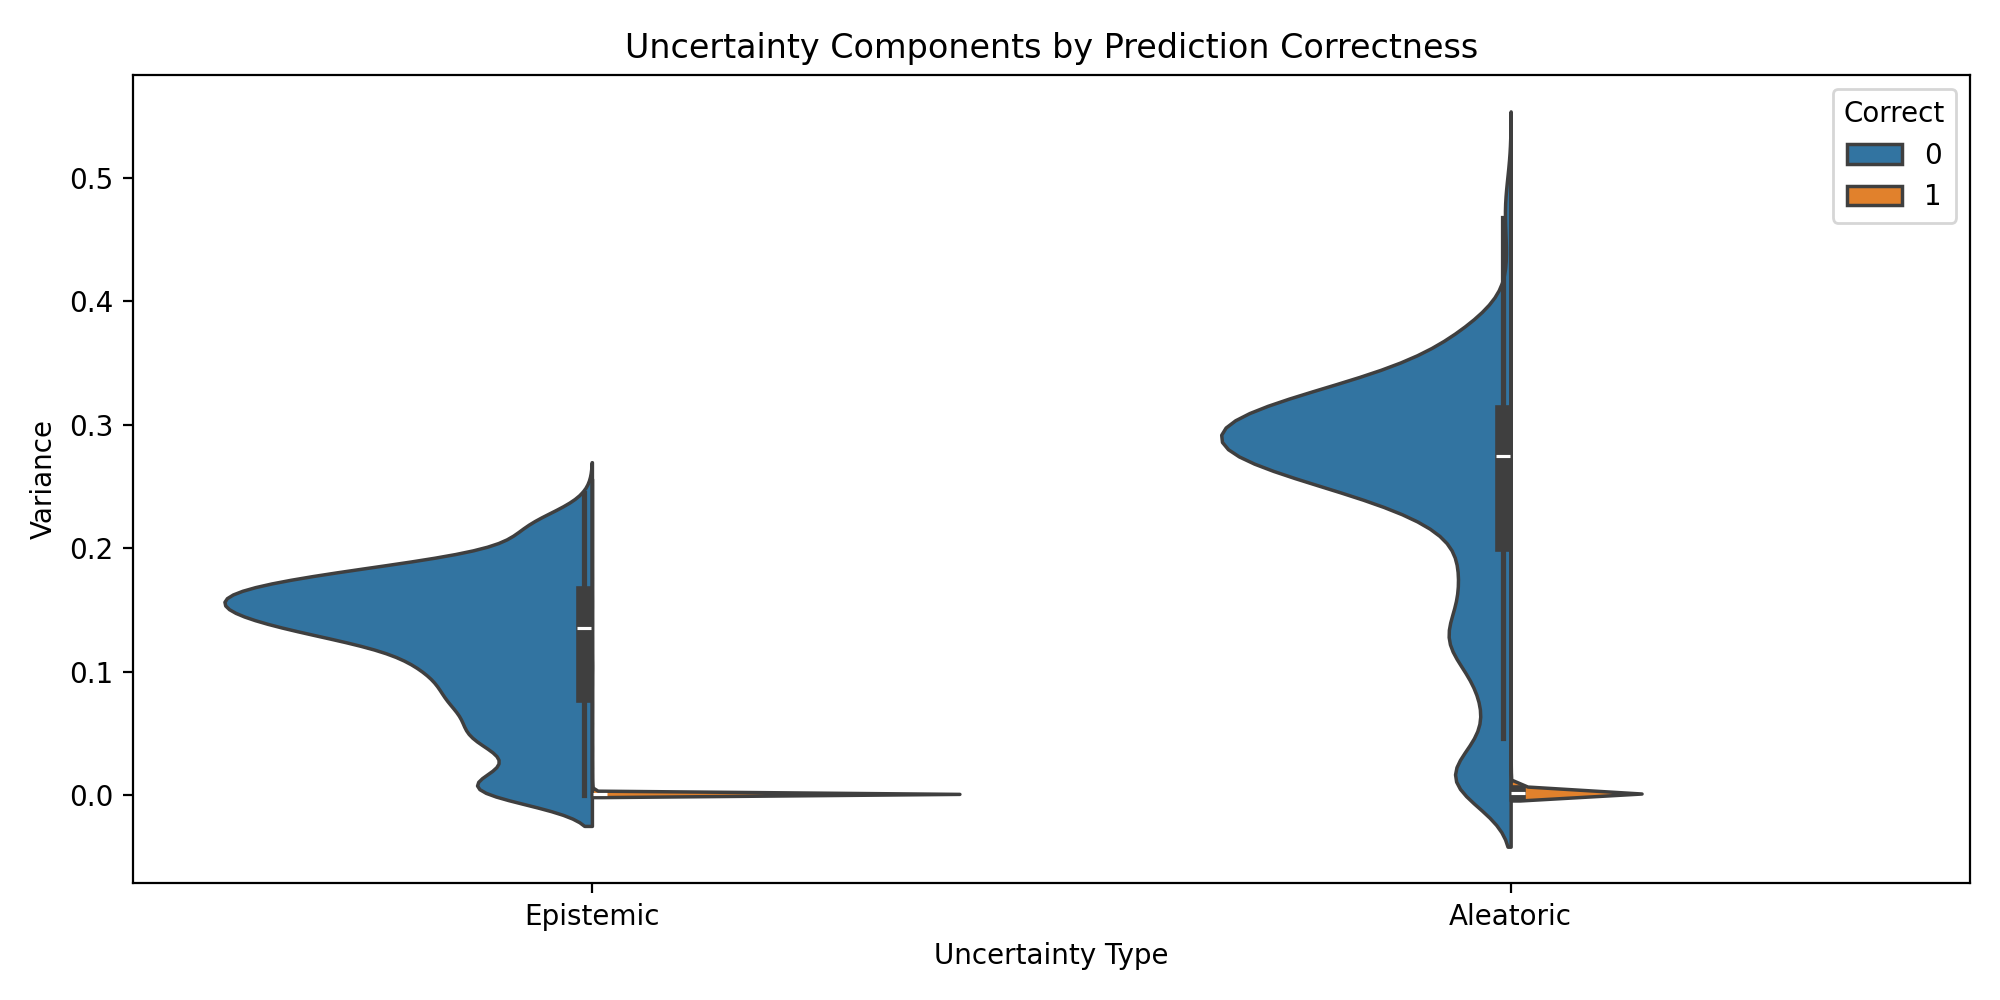 Uncertainty Components by Prediction Correctness
Correct
0
1
0.5
0.4
0.3
0.2
0.1
0.0
Variance
Epistemic
Aleatoric
Uncertainty Type